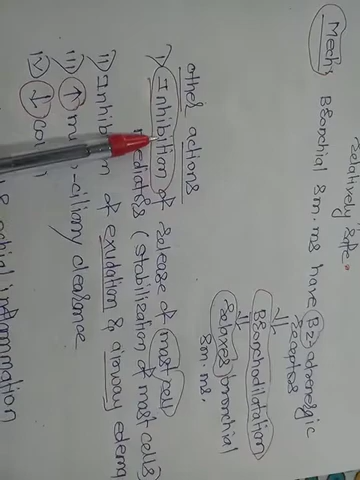 relatively safe.
Mech: Bronchial sm. ms have B2 adrenergic
receptors
↓↓
Bronchodilatation
↓↓
relaxes bronchial
sm. ms.
other actions
i) Inhibition of release of mast cell
mediators (stabilization of mast cells)
ii) Inhib n of exudation & airway edema
iii) ↑ mu o-ciliary clearance
iv) ↓
inflammation